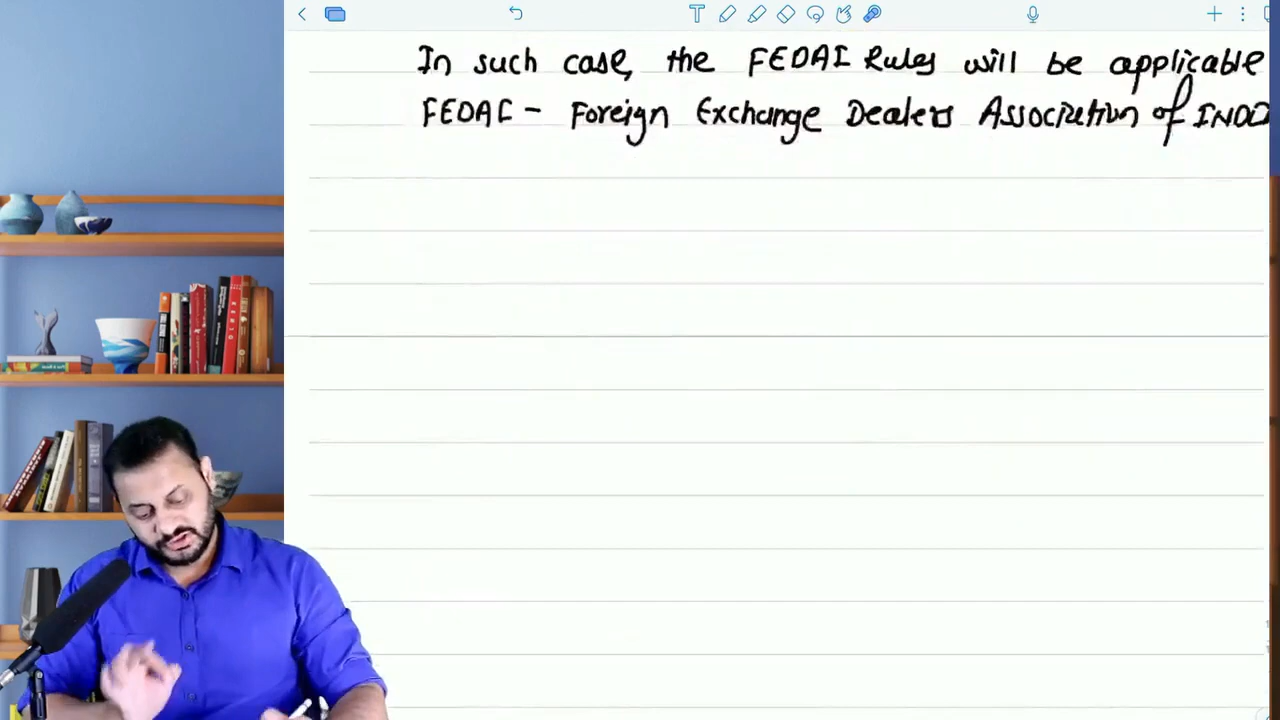 In such case, the FEDAI Rules will be applicable
FEDAI - Foreign Exchange Dealers Association of